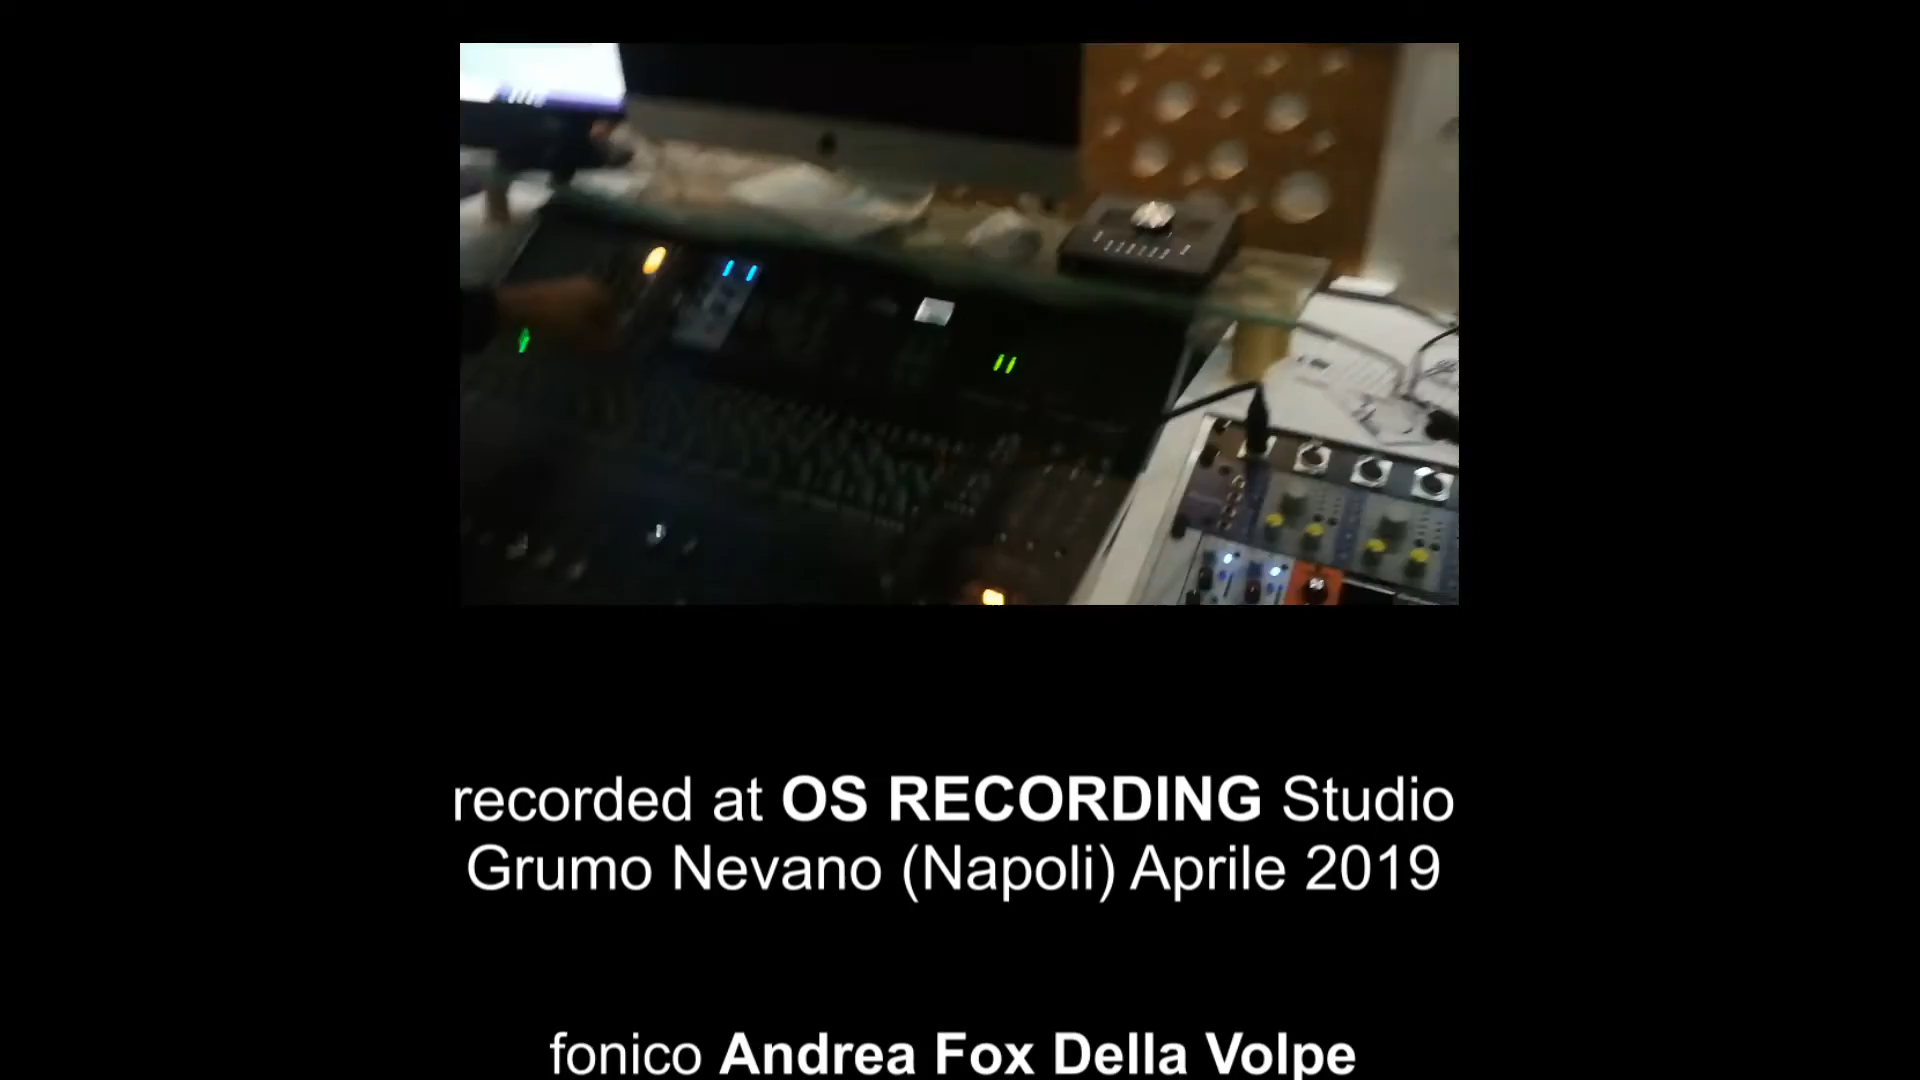 recorded at OS RECORDING Studio
Grumo Nevano (Napoli) Aprile 2019
fonico Andrea Fox Della Volpe